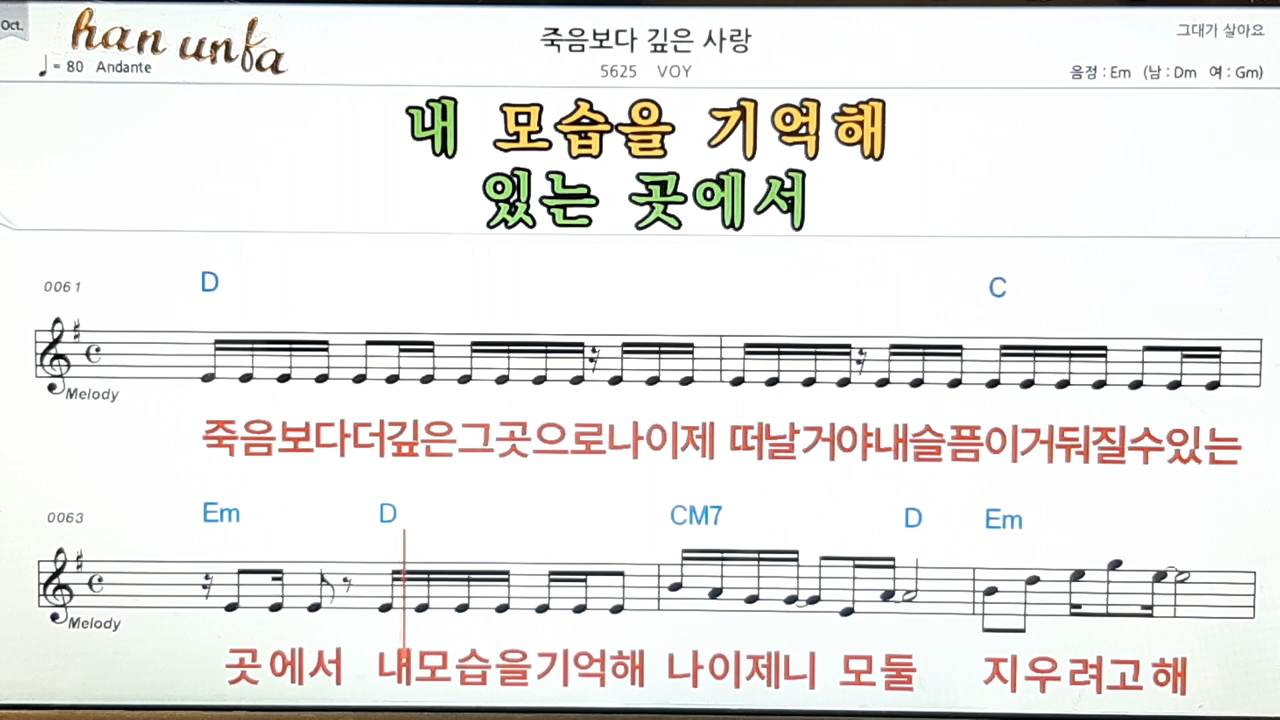 Oct.
han unfa
죽음보다 깊은 사랑
그대가 살아요
♩= 80 Andante
5625 VOY
음정 : Em (남 : Dm 여 : Gm)
내 모습을 기억해
있는 곳에서
0061 D C
Melody
죽음보다더깊은그곳으로나이제 떠날거야내슬픔이거둬질수있는
0063 Em D CM7 D Em
Melody
곳에서 내모습을기억해 나이제니 모둘 지우려고해